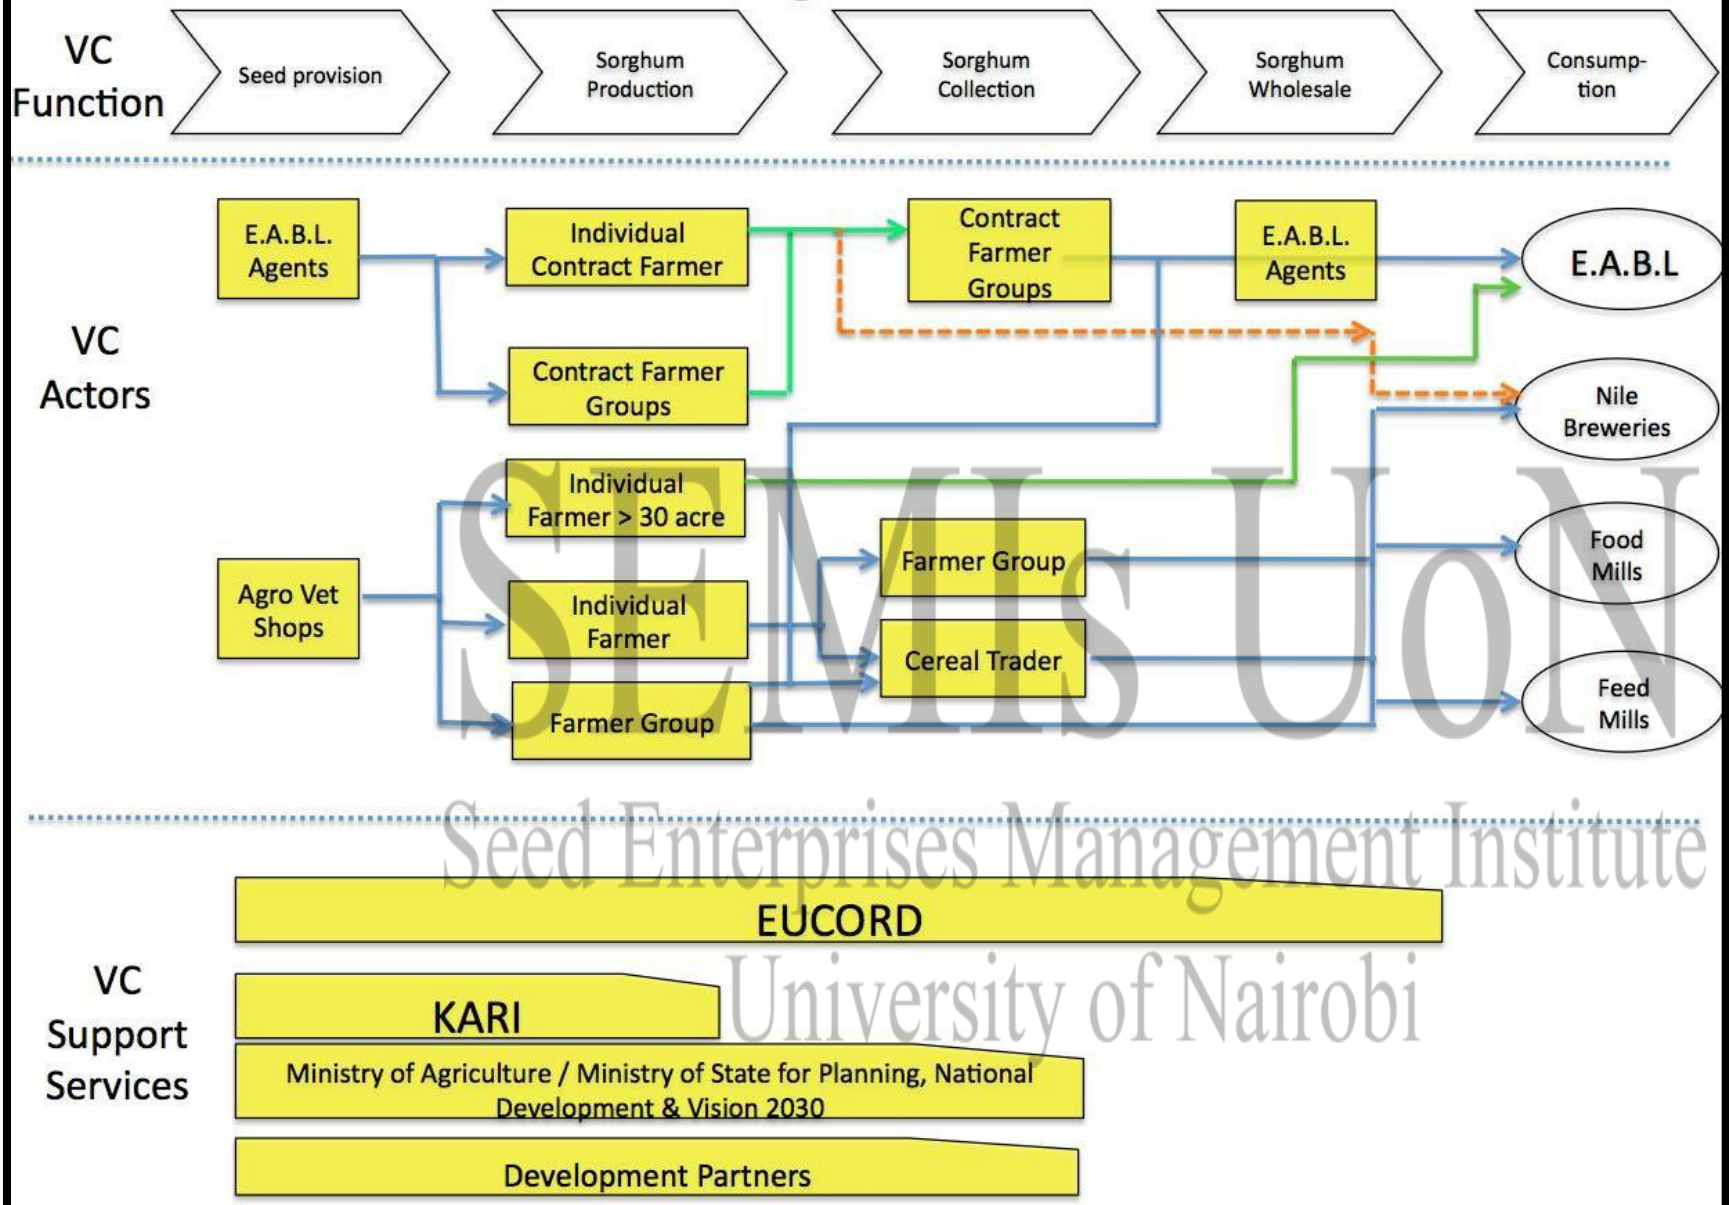 VC
Function
Seed provision
Sorghum
Production
Sorghum
Collection
Sorghum
Wholesale
Consump-
tion
VC
Actors
E.A.B.L.
Agents
Individual
Contract Farmer
Contract
Farmer
Groups
E.A.B.L.
Agents
E.A.B.L
Contract Farmer
Groups
Nile
Breweries
Individual
Farmer > 30 acre
Farmer Group
Food
Mills
Agro Vet
Shops
Individual
Farmer
Cereal Trader
Farmer Group
Feed
Mills
SEMIs UoN
Seed Enterprises Management Institute
University of Nairobi
VC
Support
Services
EUCORD
KARI
Ministry of Agriculture / Ministry of State for Planning, National
Development & Vision 2030
Development Partners